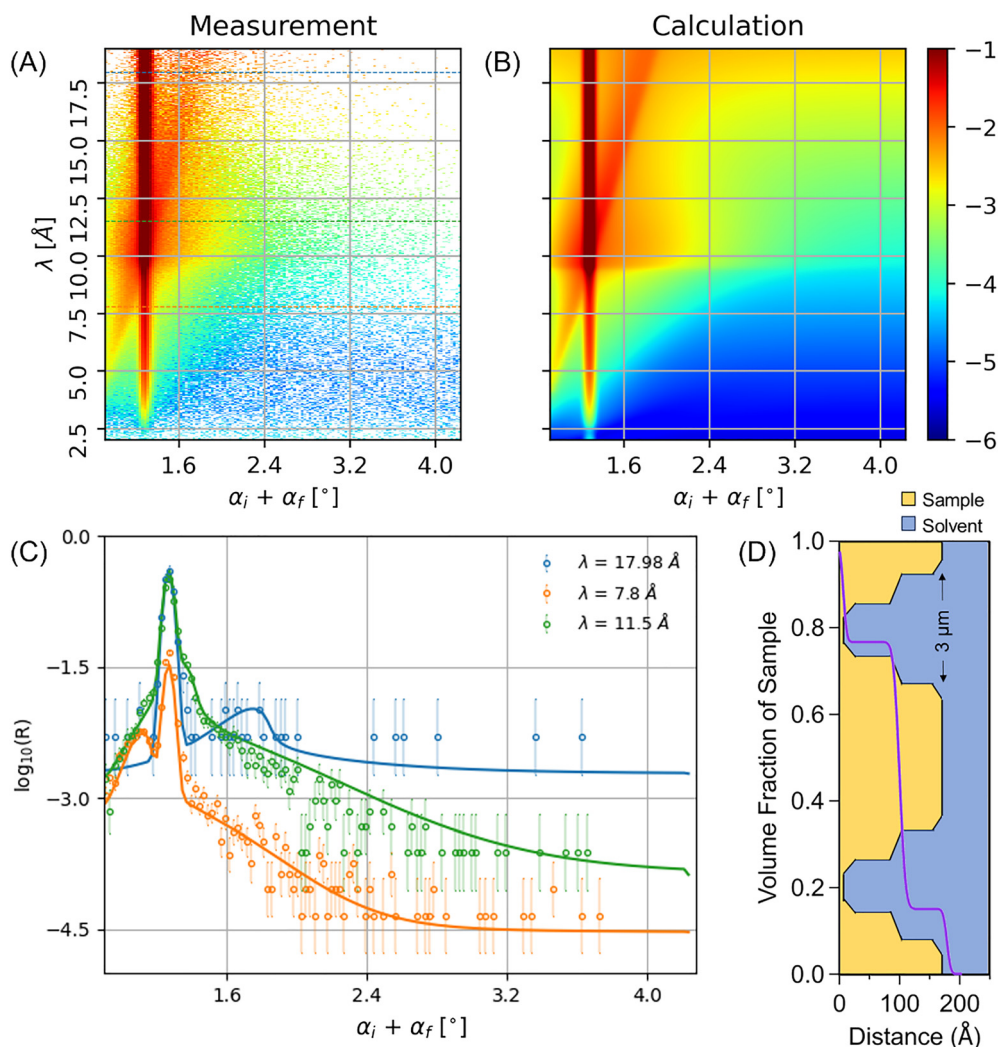 Measurement
Calculation
(A)
(B)
λ [Å]
17.5
15.0
12.5
10.0
7.5
5.0
2.5
1.6
2.4
3.2
4.0
αi + αf [°]
1.6
2.4
3.2
4.0
αi + αf [°]
−1
−2
−3
−4
−5
−6
Sample
Solvent
(C)
(D)
log10(R)
0.0
−1.5
−3.0
−4.5
λ = 17.98 Å
λ = 7.8 Å
λ = 11.5 Å
1.6
2.4
3.2
4.0
αi + αf [°]
Volume Fraction of Sample
1.0
0.8
0.6
0.4
0.2
0.0
3 μm
0
100
200
Distance (Å)